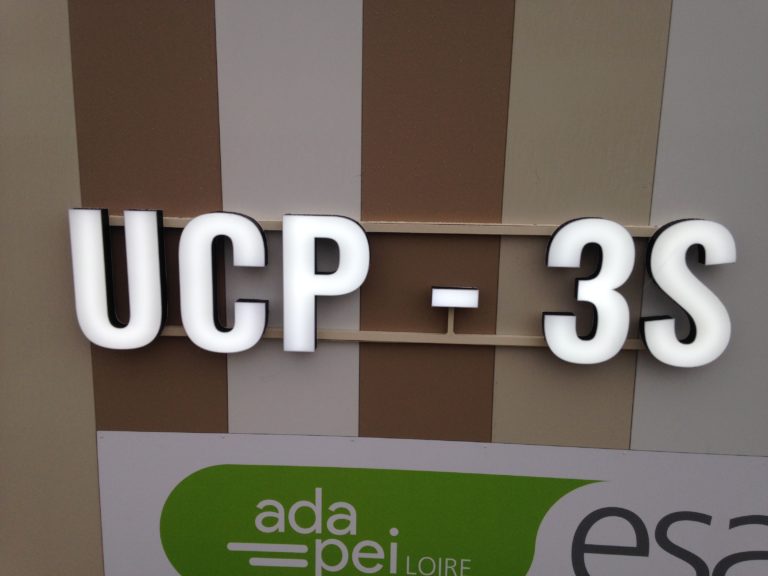 UCP - 3S
ada
pei LOIRE
esa